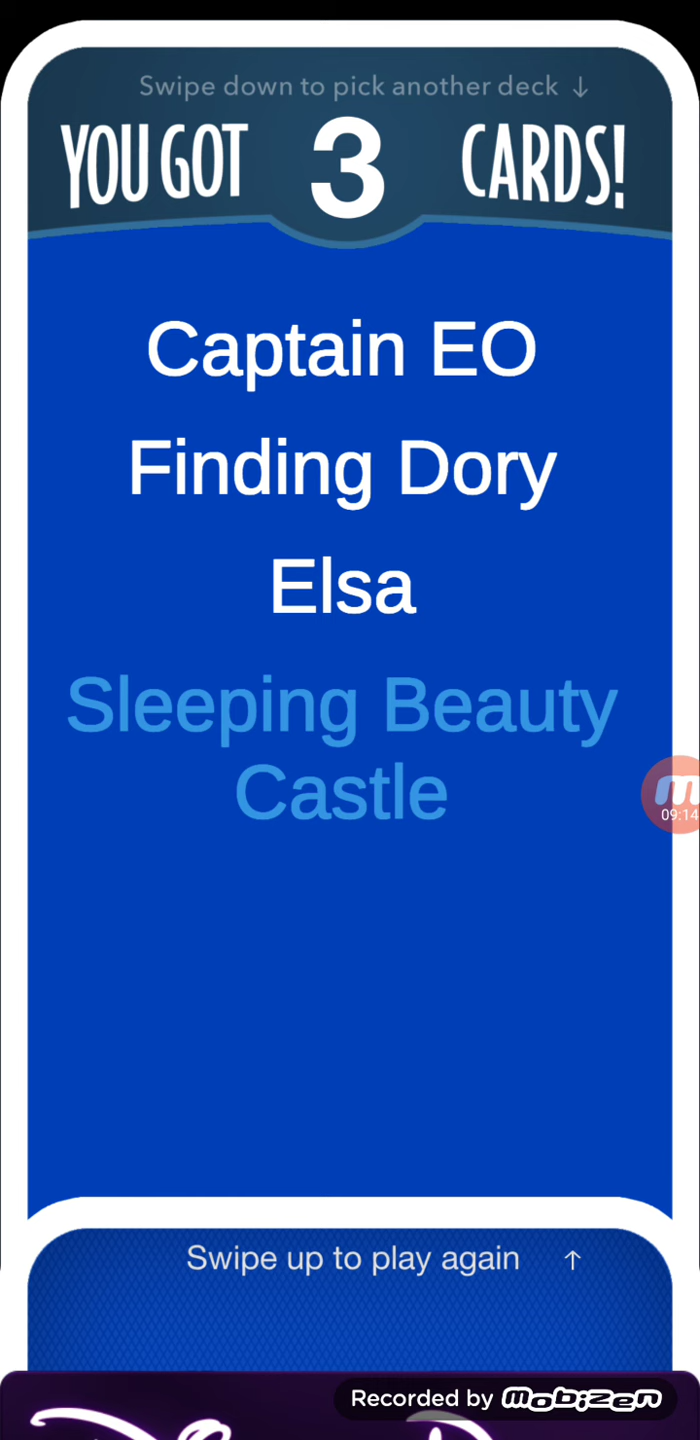 Swipe down to pick another deck ↓
YOU GOT 3 CARDS!
Captain EO
Finding Dory
Elsa
Sleeping Beauty
Castle
09:14
Swipe up to play again ↑
Recorded by mobizen